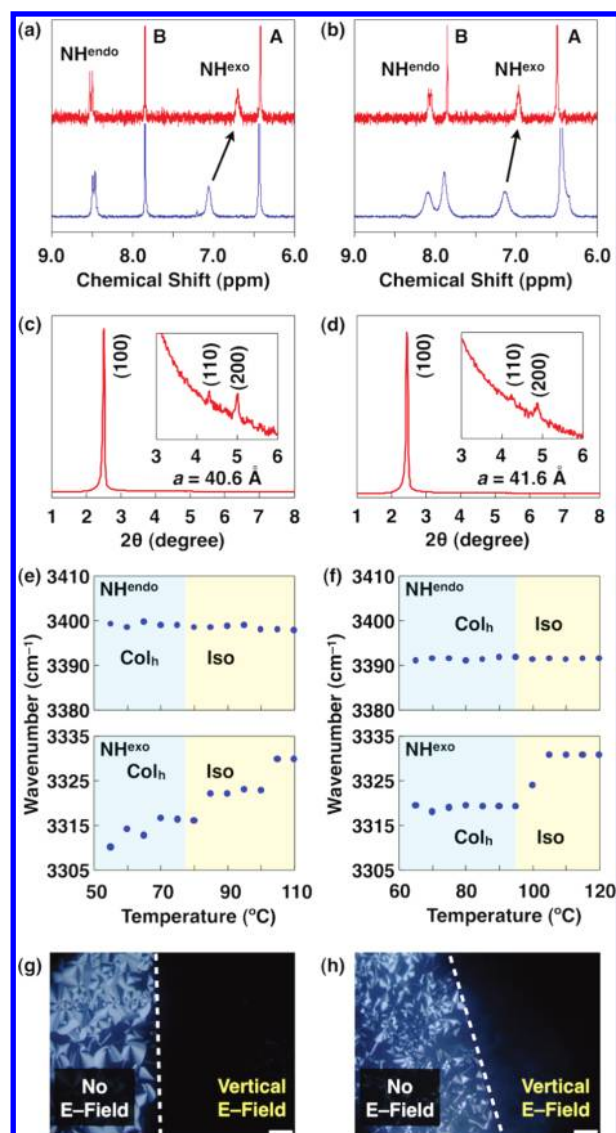 (a)
B
A
NHendo
NHexo
9.0 8.0 7.0 6.0
Chemical Shift (ppm)
(b)
B
A
NHendo
NHexo
9.0 8.0 7.0 6.0
Chemical Shift (ppm)
(c)
(100)
(110)
(200)
3 4 5 6
a = 40.6 Å
1 2 3 4 5 6 7 8
2θ (degree)
(d)
(100)
(110)
(200)
3 4 5 6
a = 41.6 Å
1 2 3 4 5 6 7 8
2θ (degree)
(e)
Wavenumber (cm–1)
3410
3400
3390
3380
NHendo
Colh
Iso
3335
3325
3315
3305
NHexo
Colh
Iso
50 70 90 110
Temperature (°C)
(f)
Wavenumber (cm–1)
3410
3400
3390
3380
NHendo
Colh
Iso
3335
3325
3315
3305
NHexo
Colh
Iso
60 80 100 120
Temperature (°C)
(g)
No
E–Field
Vertical
E–Field
(h)
No
E–Field
Vertical
E–Field